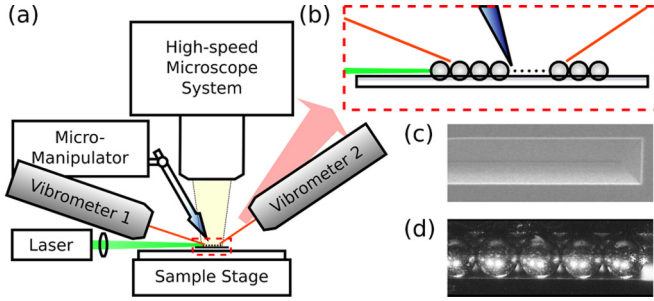 (a)
High-speed
Microscope
System
Micro-
Manipulator
Vibrometer 1
Vibrometer 2
Laser
Sample Stage
(b)
(c)
(d)